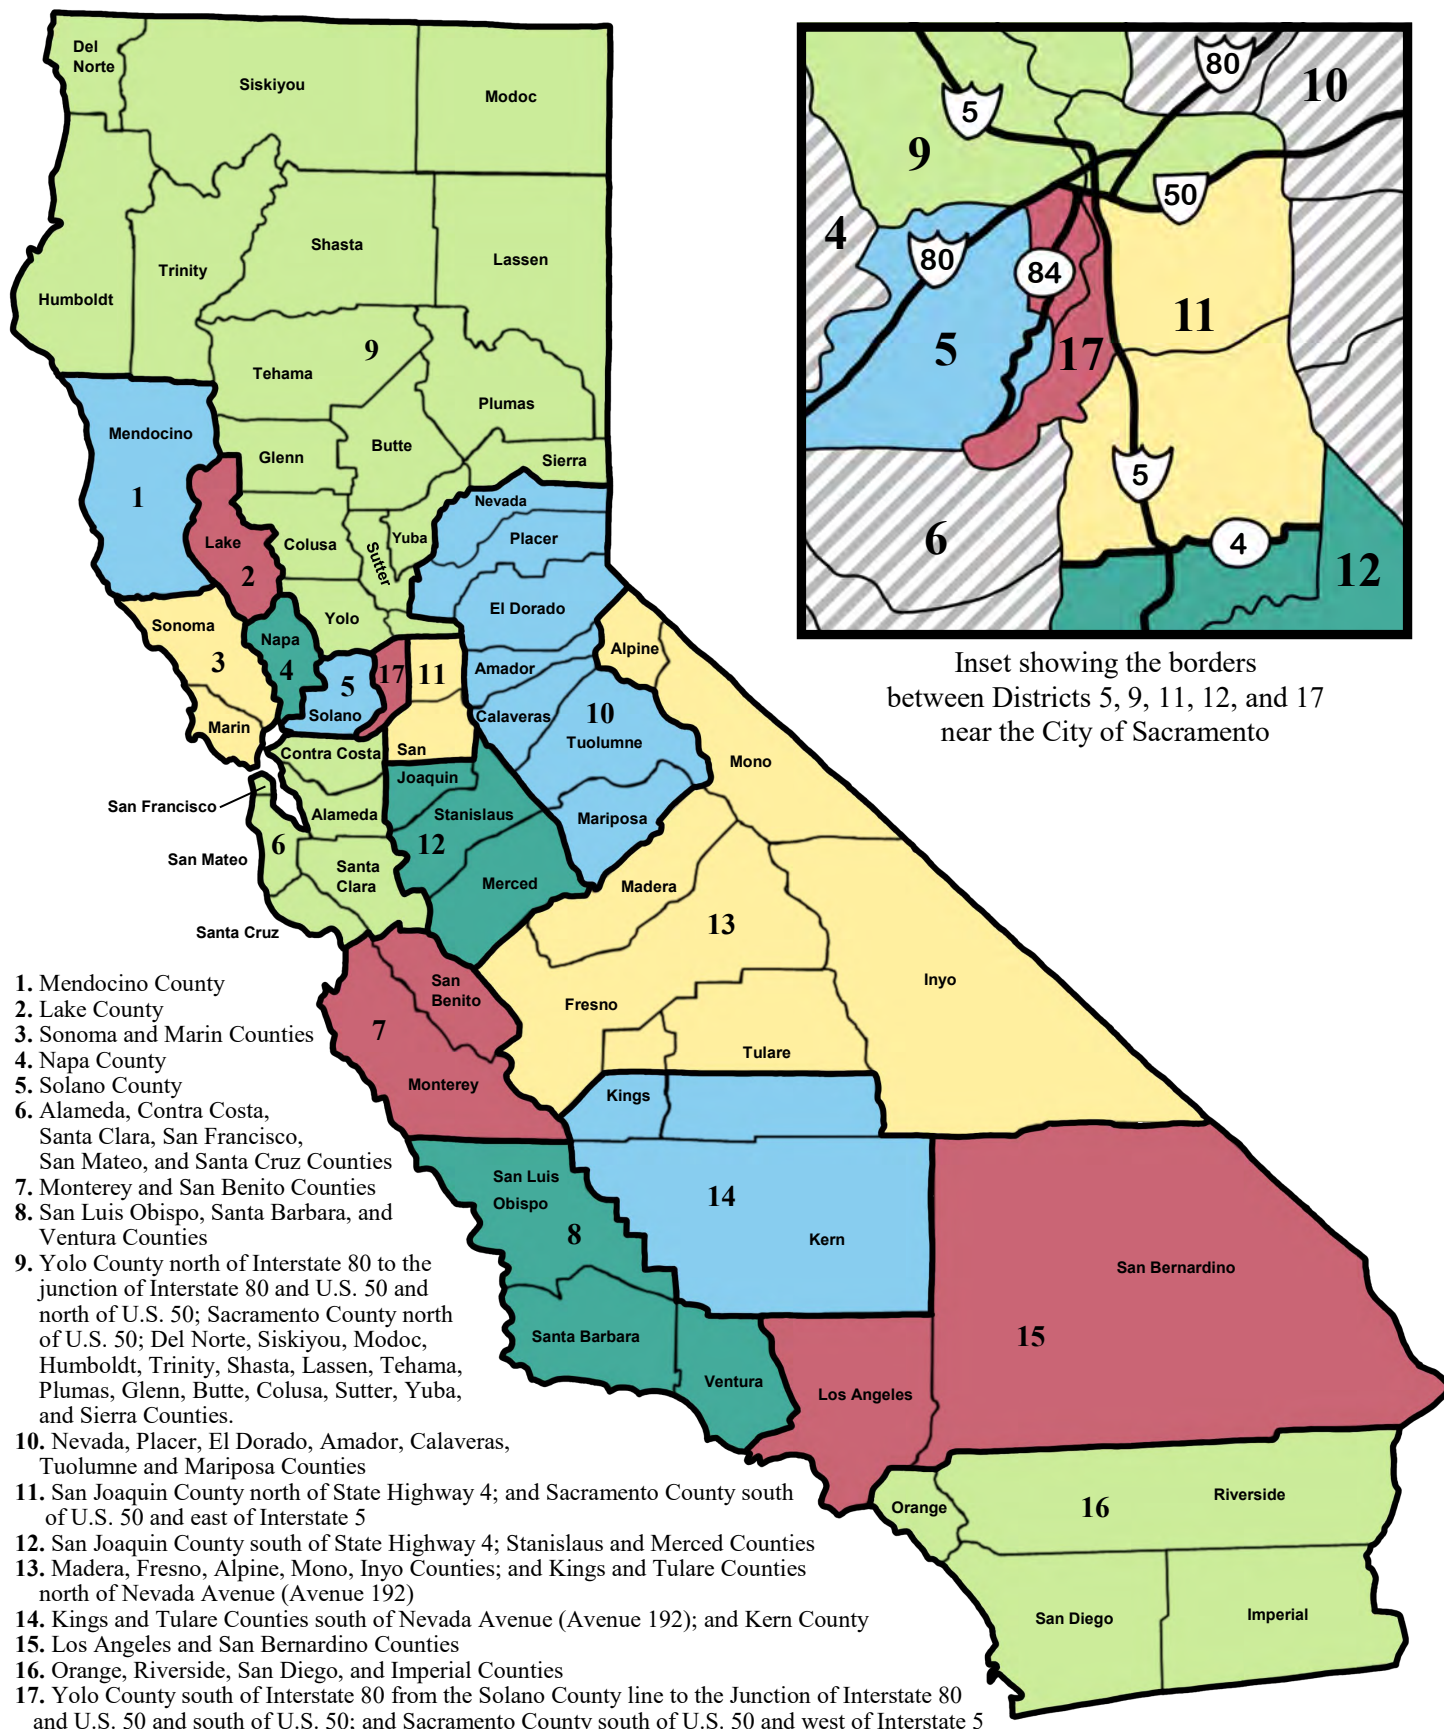 Del
Norte
Siskiyou
Modoc
Humboldt
Trinity
Shasta
Lassen
9
Tehama
Plumas
Mendocino
Glenn
Butte
Sierra
1
Nevada
Lake
2
Colusa
Sutter
Yuba
Placer
El Dorado
Sonoma
3
Napa
4
Yolo
Alpine
5
Solano
17
11
Amador
Marin
Calaveras
10
Tuolumne
Contra Costa
San
Joaquin
Mono
San Francisco
Alameda
Stanislaus
Mariposa
San Mateo
6
12
Santa
Clara
Merced
Madera
Santa Cruz
13
San
Benito
Inyo
Fresno
7
Tulare
Monterey
Kings
San Luis
Obispo
14
8
Kern
San Bernardino
Santa Barbara
15
Ventura
Los Angeles
Orange
16
Riverside
San Diego
Imperial
80
10
5
9
50
4
80
84
11
5
17
5
6
4
12
Inset showing the borders
between Districts 5, 9, 11, 12, and 17
near the City of Sacramento
1. Mendocino County
2. Lake County
3. Sonoma and Marin Counties
4. Napa County
5. Solano County
6. Alameda, Contra Costa,
Santa Clara, San Francisco,
San Mateo, and Santa Cruz Counties
7. Monterey and San Benito Counties
8. San Luis Obispo, Santa Barbara, and
Ventura Counties
9. Yolo County north of Interstate 80 to the
junction of Interstate 80 and U.S. 50 and
north of U.S. 50; Sacramento County north
of U.S. 50; Del Norte, Siskiyou, Modoc,
Humboldt, Trinity, Shasta, Lassen, Tehama,
Plumas, Glenn, Butte, Colusa, Sutter, Yuba,
and Sierra Counties.
10. Nevada, Placer, El Dorado, Amador, Calaveras,
Tuolumne and Mariposa Counties
11. San Joaquin County north of State Highway 4; and Sacramento County south
of U.S. 50 and east of Interstate 5
12. San Joaquin County south of State Highway 4; Stanislaus and Merced Counties
13. Madera, Fresno, Alpine, Mono, Inyo Counties; and Kings and Tulare Counties
north of Nevada Avenue (Avenue 192)
14. Kings and Tulare Counties south of Nevada Avenue (Avenue 192); and Kern County
15. Los Angeles and San Bernardino Counties
16. Orange, Riverside, San Diego, and Imperial Counties
17. Yolo County south of Interstate 80 from the Solano County line to the Junction of Interstate 80
and U.S. 50 and south of U.S. 50; and Sacramento County south of U.S. 50 and west of Interstate 5